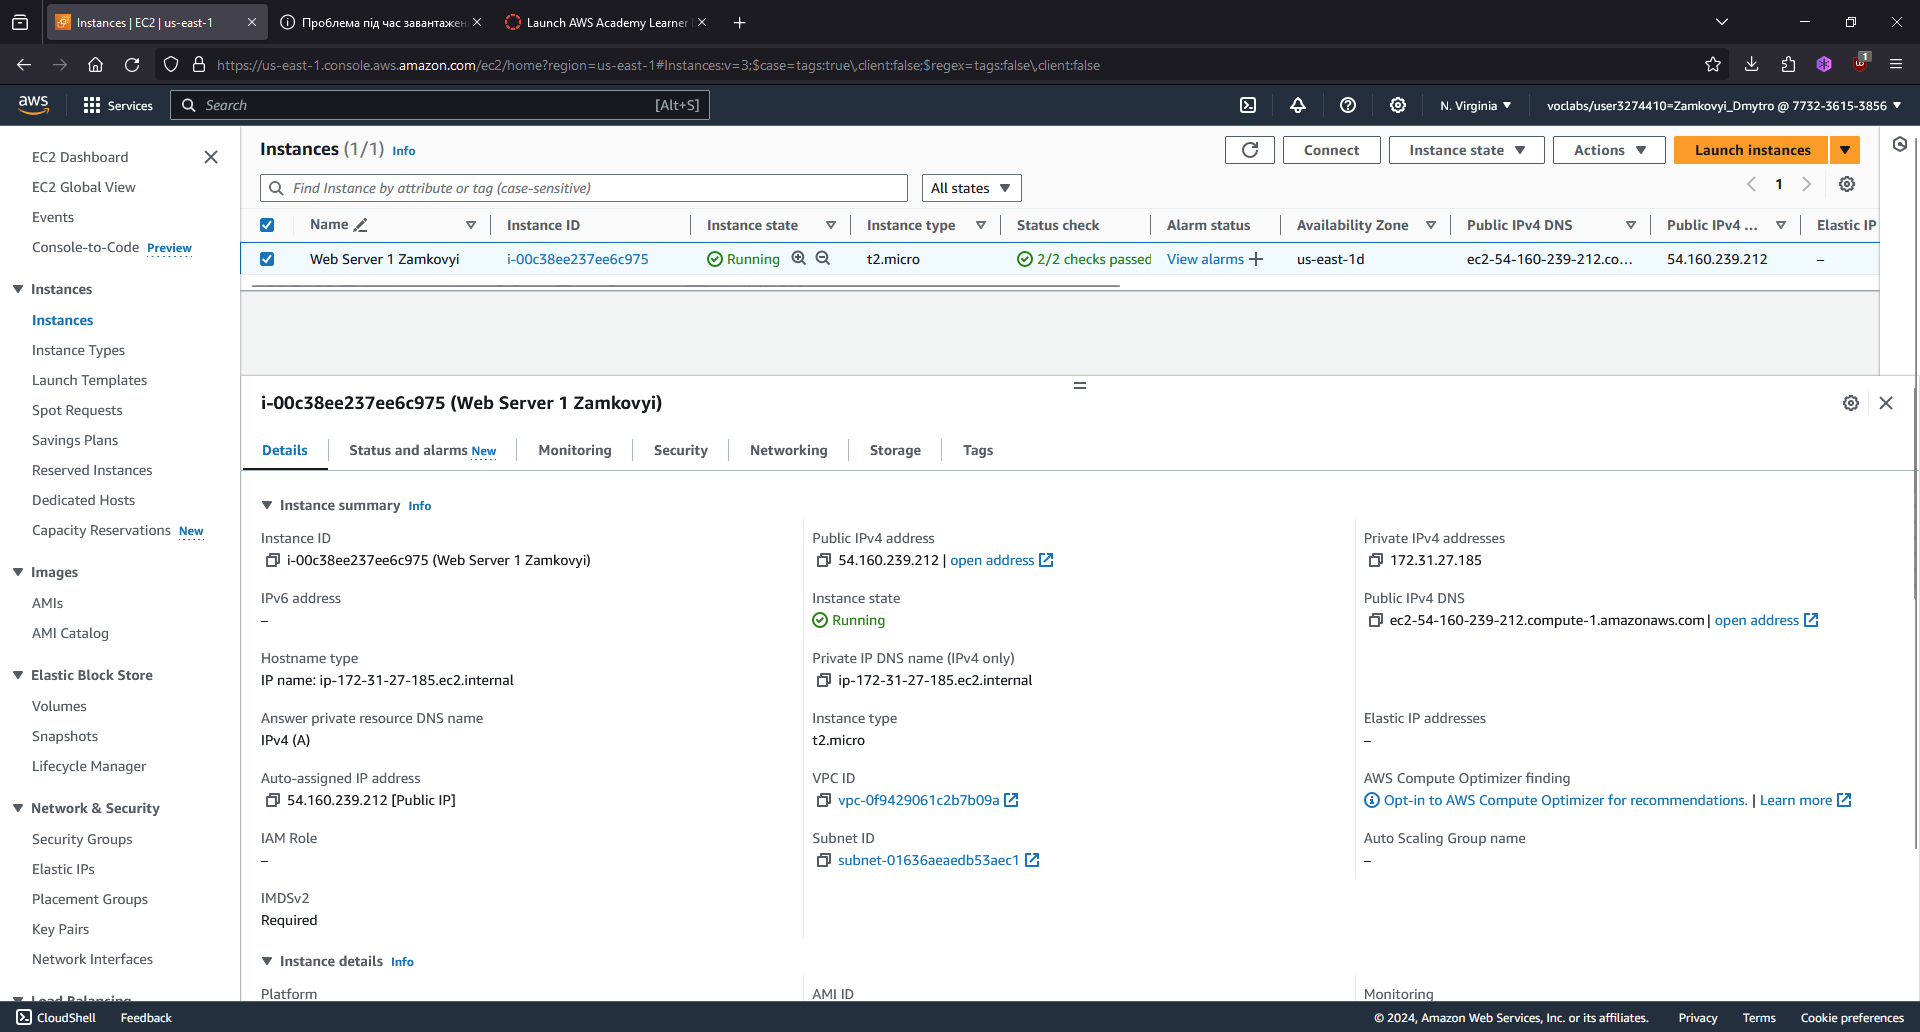 Instances | EC2 | us-east-1
Проблема під час завантажен
Launch AWS Academy Learner
https://us-east-1.console.aws.amazon.com/ec2/home?region=us-east-1#Instances:v=3;$case=tags:true\,client:false;$regex=tags:false\,client:false
1
aws
Services
Search
[Alt+S]
N. Virginia
voclabs/user3274410=Zamkovyi_Dmytro @ 7732-3615-3856
EC2 Dashboard
EC2 Global View
Events
Console-to-Code Preview
Instances
Instances
Instance Types
Launch Templates
Spot Requests
Savings Plans
Reserved Instances
Dedicated Hosts
Capacity Reservations New
Images
AMIs
AMI Catalog
Elastic Block Store
Volumes
Snapshots
Lifecycle Manager
Network & Security
Security Groups
Elastic IPs
Placement Groups
Key Pairs
Network Interfaces
Load Balancing
Instances (1/1) Info
Connect
Instance state
Actions
Launch instances
Find Instance by attribute or tag (case-sensitive)
All states
1
Name
Instance ID
Instance state
Instance type
Status check
Alarm status
Availability Zone
Public IPv4 DNS
Public IPv4 ...
Elastic IP
Web Server 1 Zamkovyi
i-00c38ee237ee6c975
Running
t2.micro
2/2 checks passed
View alarms
us-east-1d
ec2-54-160-239-212.co...
54.160.239.212
–
i-00c38ee237ee6c975 (Web Server 1 Zamkovyi)
Details
Status and alarms New
Monitoring
Security
Networking
Storage
Tags
Instance summary Info
Instance ID
i-00c38ee237ee6c975 (Web Server 1 Zamkovyi)
Public IPv4 address
54.160.239.212 | open address
Private IPv4 addresses
172.31.27.185
IPv6 address
–
Instance state
Running
Public IPv4 DNS
ec2-54-160-239-212.compute-1.amazonaws.com | open address
Hostname type
IP name: ip-172-31-27-185.ec2.internal
Private IP DNS name (IPv4 only)
ip-172-31-27-185.ec2.internal
Answer private resource DNS name
IPv4 (A)
Instance type
t2.micro
Elastic IP addresses
–
Auto-assigned IP address
54.160.239.212 [Public IP]
VPC ID
vpc-0f9429061c2b7b09a
AWS Compute Optimizer finding
Opt-in to AWS Compute Optimizer for recommendations. | Learn more
IAM Role
–
Subnet ID
subnet-01636aeaedb53aec1
Auto Scaling Group name
–
IMDSv2
Required
Instance details Info
Platform
AMI ID
Monitoring
CloudShell
Feedback
© 2024, Amazon Web Services, Inc. or its affiliates.
Privacy
Terms
Cookie preferences